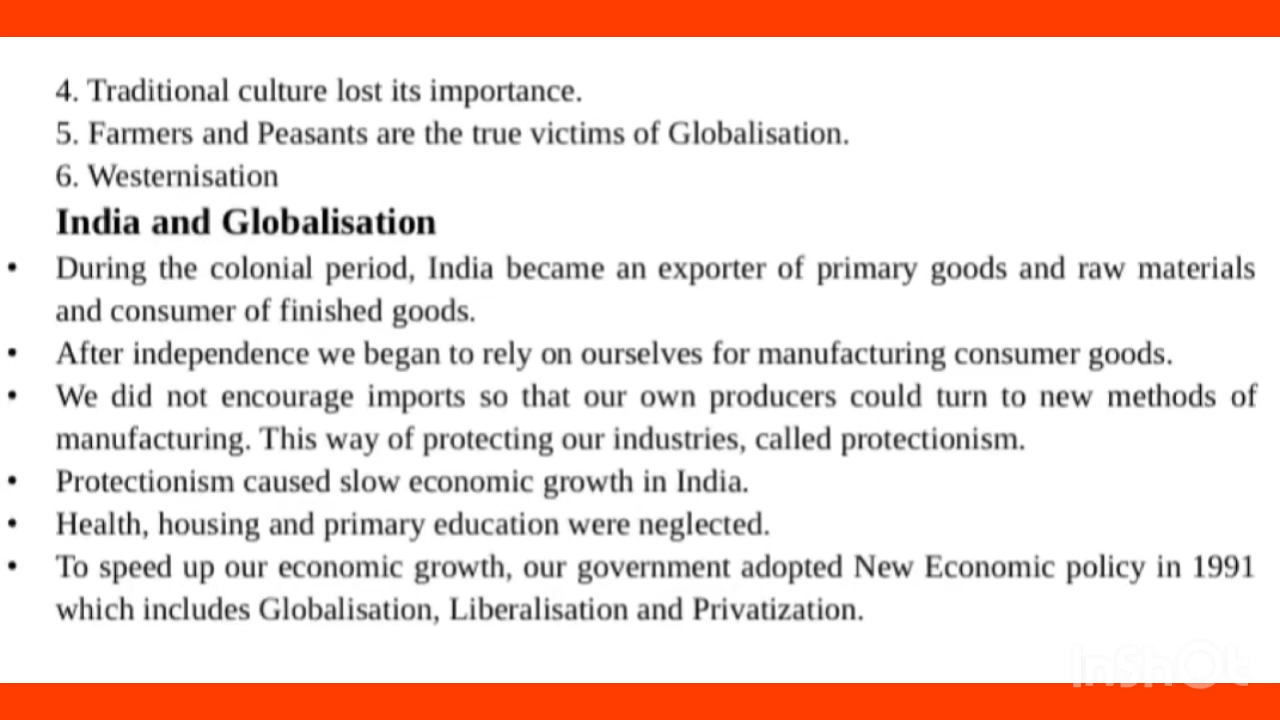 4. Traditional culture lost its importance.
5. Farmers and Peasants are the true victims of Globalisation.
6. Westernisation
India and Globalisation
• During the colonial period, India became an exporter of primary goods and raw materials
and consumer of finished goods.
• After independence we began to rely on ourselves for manufacturing consumer goods.
• We did not encourage imports so that our own producers could turn to new methods of
manufacturing. This way of protecting our industries, called protectionism.
• Protectionism caused slow economic growth in India.
• Health, housing and primary education were neglected.
• To speed up our economic growth, our government adopted New Economic policy in 1991
which includes Globalisation, Liberalisation and Privatization.
InShOt